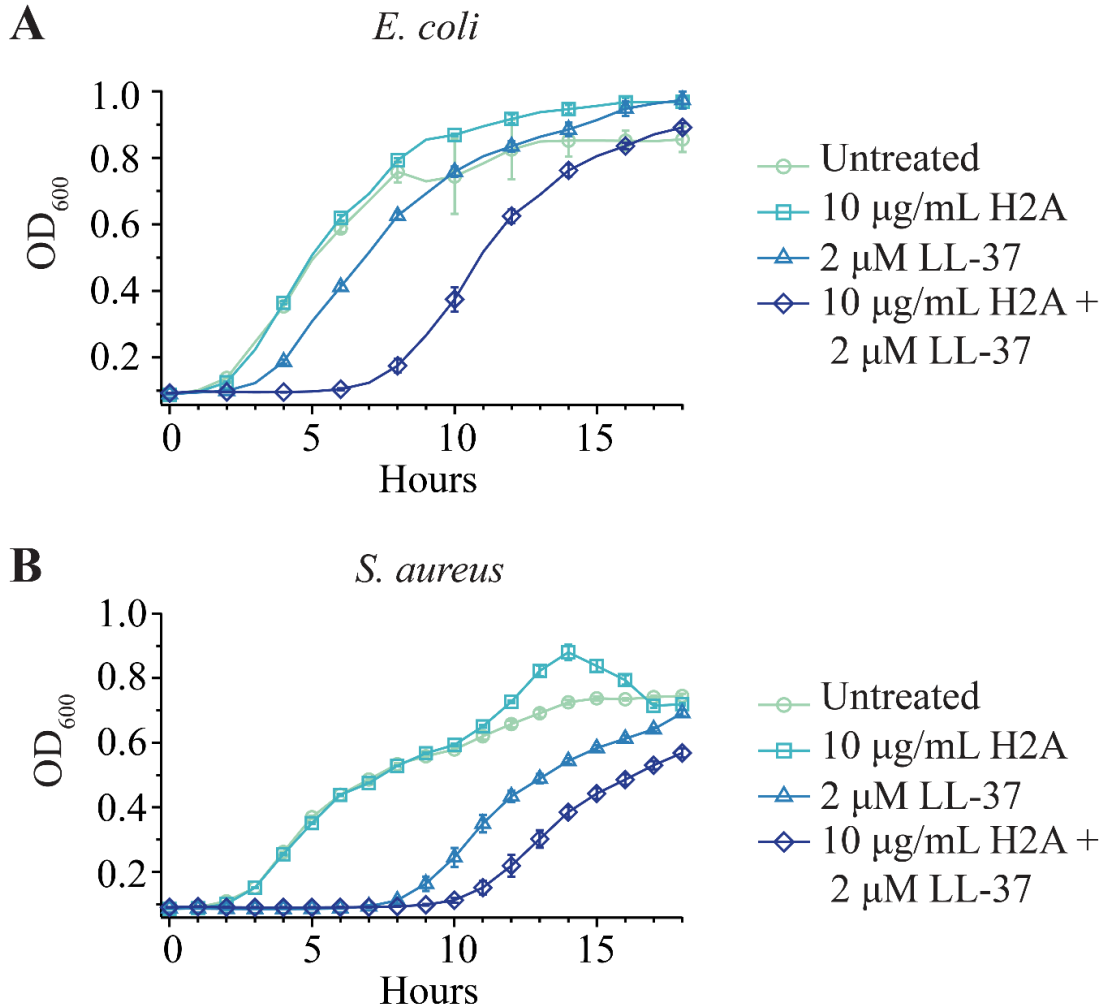 A
E. coli
OD600
1.0
0.8
0.6
0.4
0.2
0 5 10 15
Hours
Untreated
10 μg/mL H2A
2 μM LL-37
10 μg/mL H2A +
2 μM LL-37
B
S. aureus
OD600
1.0
0.8
0.6
0.4
0.2
0 5 10 15
Hours
Untreated
10 μg/mL H2A
2 μM LL-37
10 μg/mL H2A +
2 μM LL-37